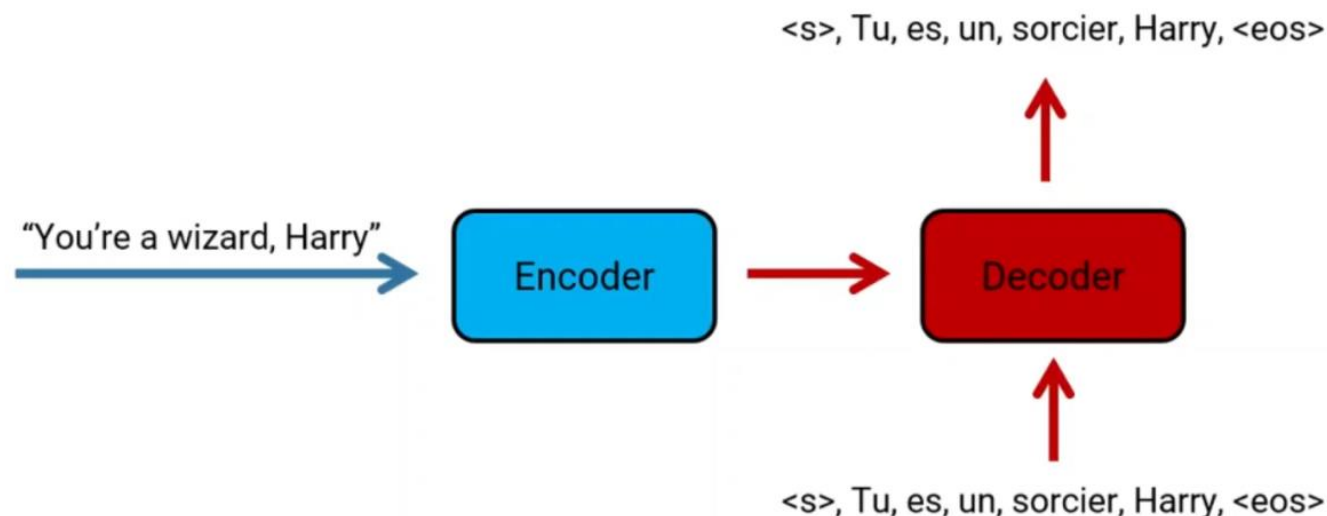 <s>, Tu, es, un, sorcier, Harry, <eos>
“You’re a wizard, Harry”
Encoder
Decoder
<s>, Tu, es, un, sorcier, Harry, <eos>